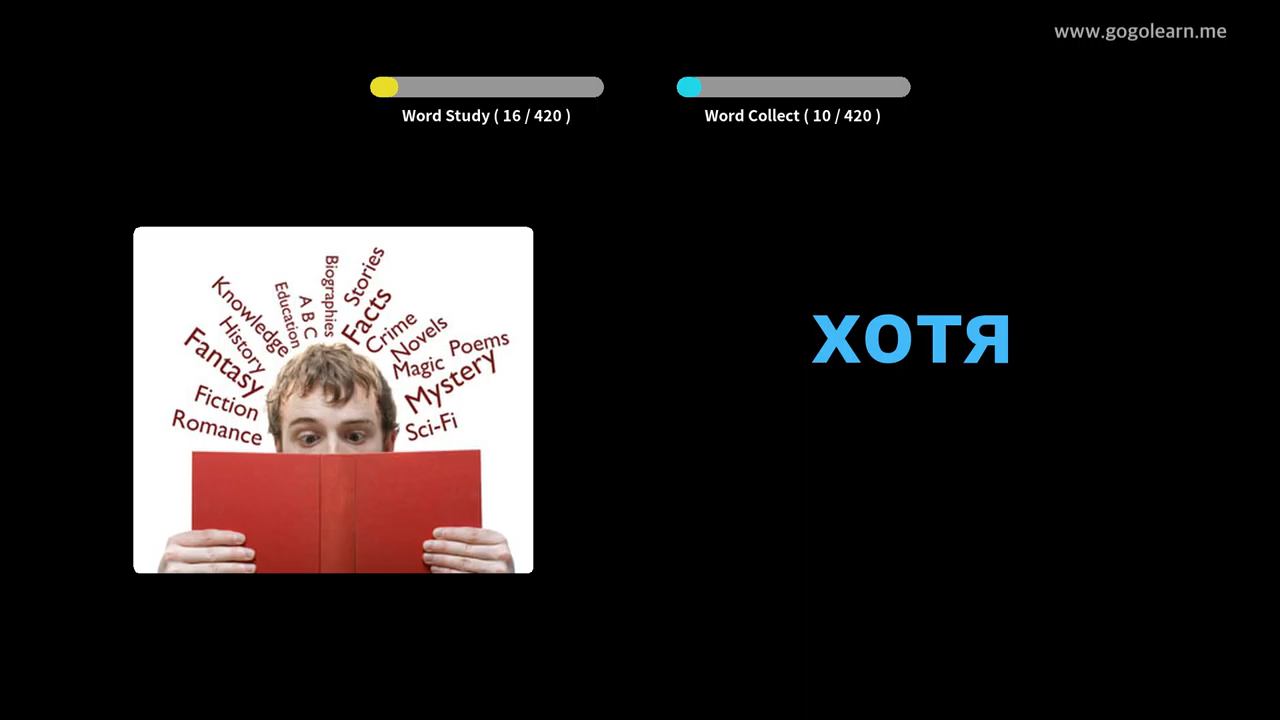 www.gogolearn.me
Word Study ( 16 / 420 )
Word Collect ( 10 / 420 )
Romance
Fiction
Fantasy
History
Knowledge
Education
A B C
Biographies
Stories
Facts
Crime
Novels
Magic
Poems
Mystery
Sci-Fi
хотя